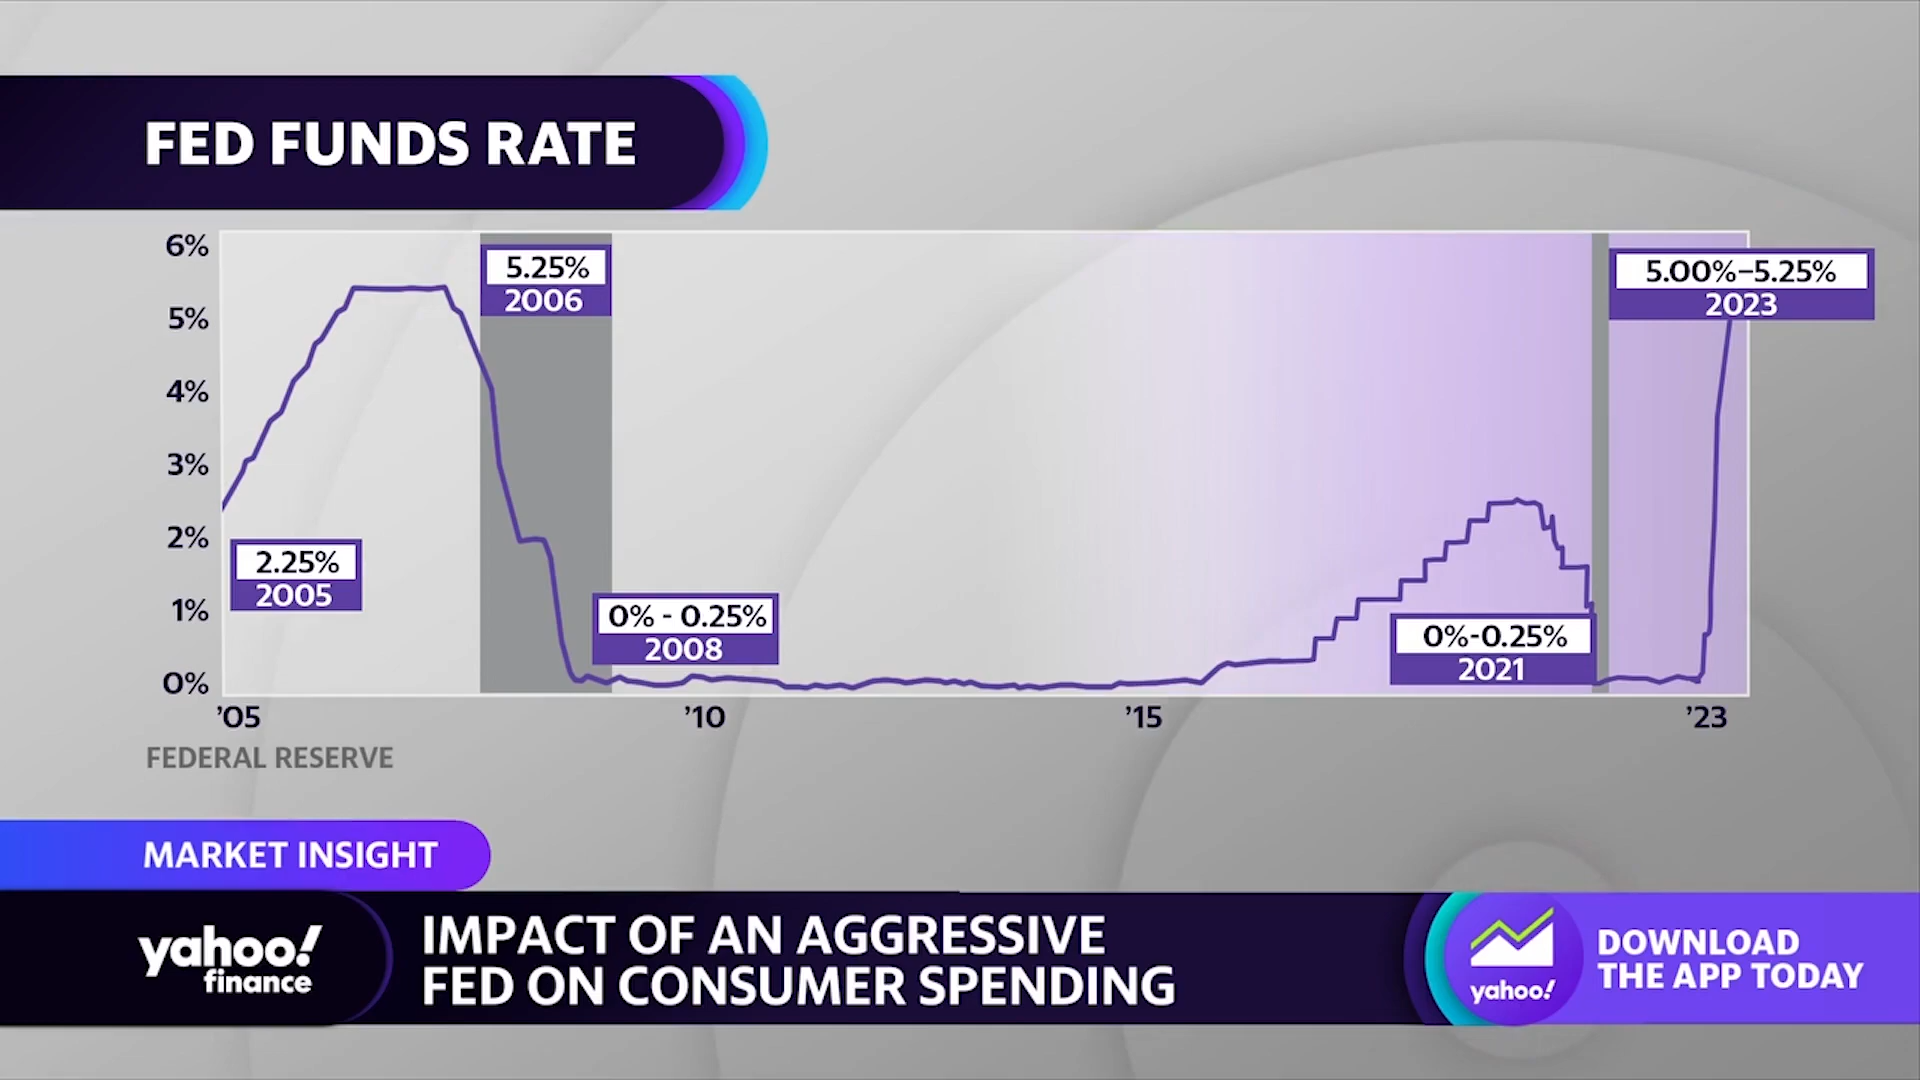 FED FUNDS RATE
6%
5%
4%
3%
2%
1%
0%
5.25%
2006
5.00%–5.25%
2023
2.25%
2005
0% - 0.25%
2008
0%-0.25%
2021
’05
’10
’15
’23
FEDERAL RESERVE
MARKET INSIGHT
yahoo!
finance
IMPACT OF AN AGGRESSIVE
FED ON CONSUMER SPENDING
yahoo!
DOWNLOAD
THE APP TODAY